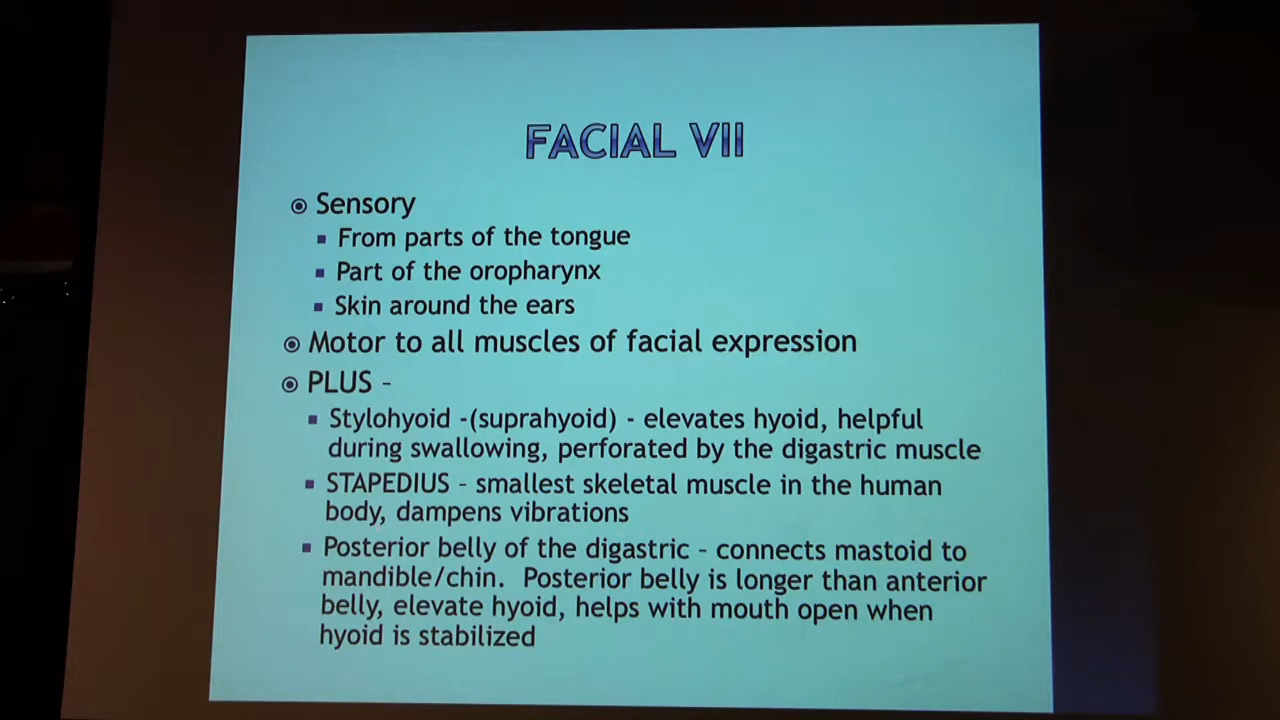 FACIAL VII
Sensory
From parts of the tongue
Part of the oropharynx
Skin around the ears
Motor to all muscles of facial expression
PLUS –
Stylohyoid -(suprahyoid) - elevates hyoid, helpful
during swallowing, perforated by the digastric muscle
STAPEDIUS – smallest skeletal muscle in the human
body, dampens vibrations
Posterior belly of the digastric – connects mastoid to
mandible/chin. Posterior belly is longer than anterior
belly, elevate hyoid, helps with mouth open when
hyoid is stabilized